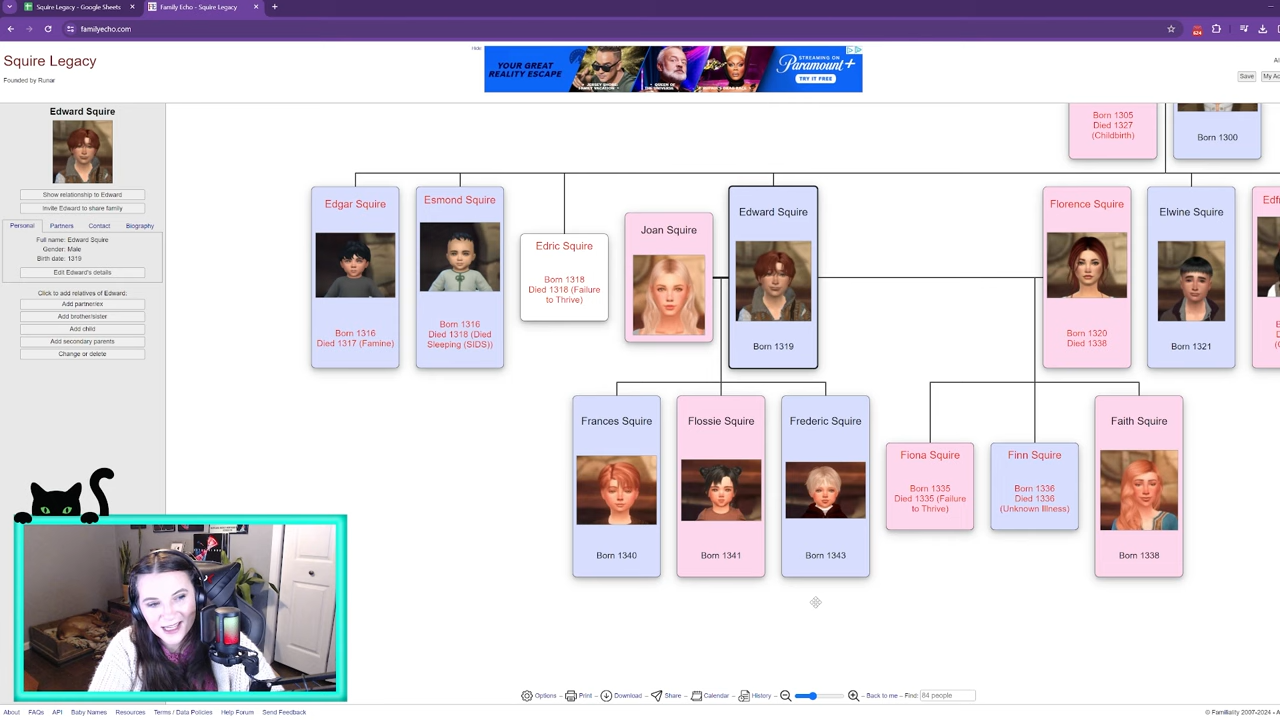 Squire Legacy - Google Sheets
Family Echo - Squire Legacy
familyecho.com
Squire Legacy
Founded by Runar
Hide
YOUR GREAT
REALITY ESCAPE
STREAMING ON
Paramount+
TRY IT FREE
Save
My Ac
Edward Squire
Show relationship to Edward
Invite Edward to share family
Personal
Partners
Contact
Biography
Full name: Edward Squire
Gender: Male
Birth date: 1319
Edit Edward's details
Click to add relatives of Edward:
Add partner/ex
Add brother/sister
Add child
Add secondary parents
Change or delete
Born 1305
Died 1327
(Childbirth)
Born 1300
Edgar Squire
Born 1316
Died 1317 (Famine)
Esmond Squire
Born 1316
Died 1318 (Died
Sleeping (SIDS))
Edric Squire
Born 1318
Died 1318 (Failure
to Thrive)
Joan Squire
Edward Squire
Born 1319
Florence Squire
Born 1320
Died 1338
Elwine Squire
Born 1321
Frances Squire
Born 1340
Flossie Squire
Born 1341
Frederic Squire
Born 1343
Fiona Squire
Born 1335
Died 1335 (Failure
to Thrive)
Finn Squire
Born 1336
Died 1336
(Unknown Illness)
Faith Squire
Born 1338
Options – Print – Download – Share – Calendar – History – Back to me – Find: 84 people
About FAQs API Baby Names Resources Terms / Data Policies Help Forum Send Feedback
© Familiality 2007-2024 - A